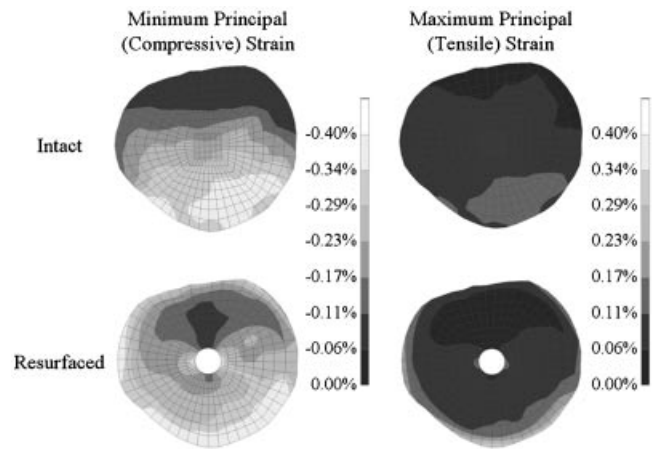 Minimum Principal
(Compressive) Strain
Maximum Principal
(Tensile) Strain
Intact
-0.40%
-0.34%
-0.29%
-0.23%
-0.17%
-0.11%
-0.06%
0.00%
0.40%
0.34%
0.29%
0.23%
0.17%
0.11%
0.06%
0.00%
Resurfaced